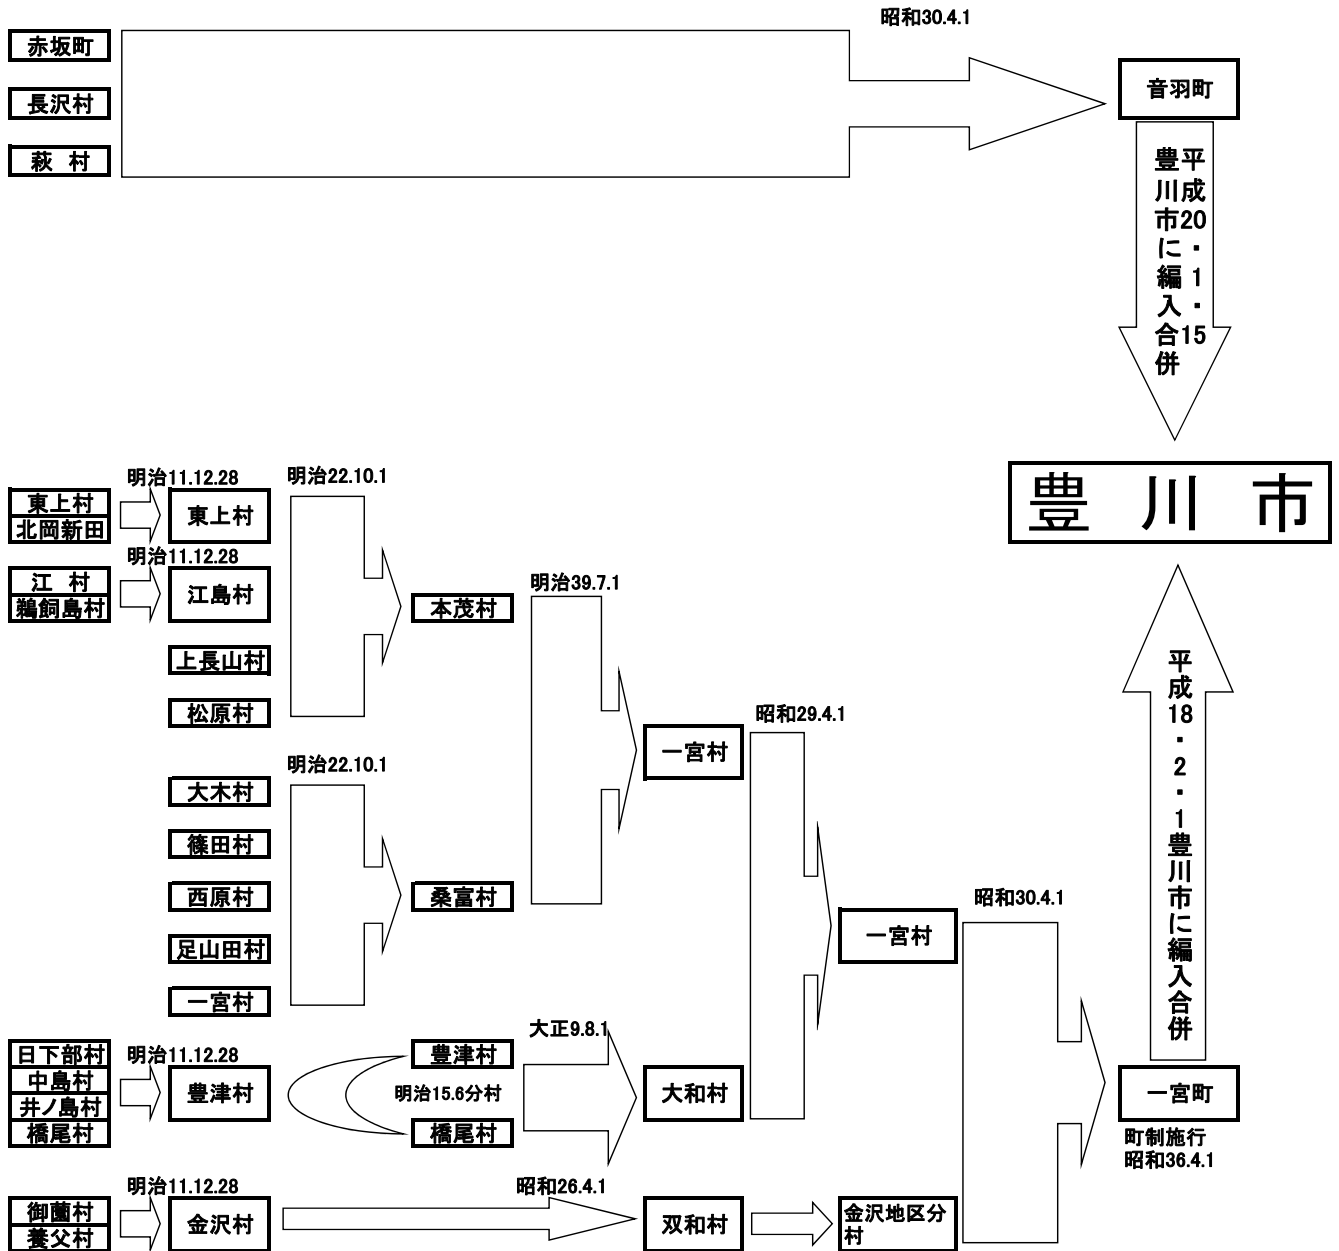 昭和30.4.1
赤坂町
長沢村
萩　村
音羽町
平成20・1・15
豊川市に編入合併
豊　川　市
明治11.12.28
東上村
北岡新田
東上村
明治11.12.28
江　村
鵜飼島村
江島村
上長山村
松原村
明治22.10.1
本茂村
大木村
篠田村
西原村
足山田村
一宮村
明治22.10.1
桑富村
明治39.7.1
一宮村
日下部村
中島村
井ノ島村
橋尾村
明治11.12.28
豊津村
豊津村
明治15.6分村
橋尾村
大正9.8.1
大和村
昭和29.4.1
一宮村
御薗村
養父村
明治11.12.28
金沢村
昭和26.4.1
双和村
金沢地区分
村
昭和30.4.1
一宮町
町制施行
昭和36.4.1
平成18・2・1豊川市に編入合併